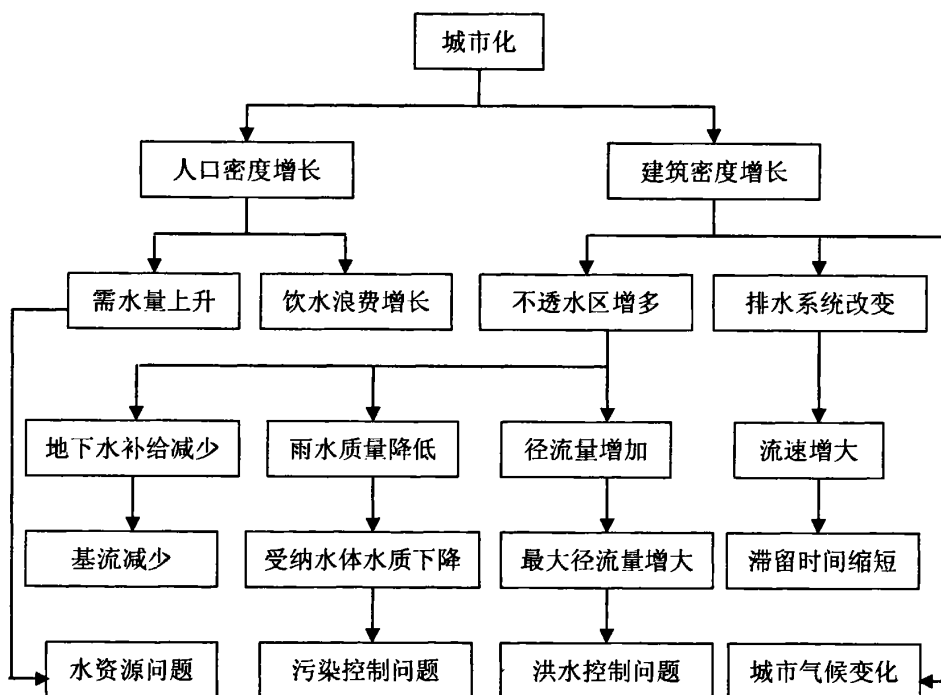 城市化
人口密度增长
建筑密度增长
需水量上升
饮水浪费增长
不透水区增多
排水系统改变
地下水补给减少
雨水质量降低
径流量增加
流速增大
基流减少
受纳水体水质下降
最大径流量增大
滞留时间缩短
水资源问题
污染控制问题
洪水控制问题
城市气候变化